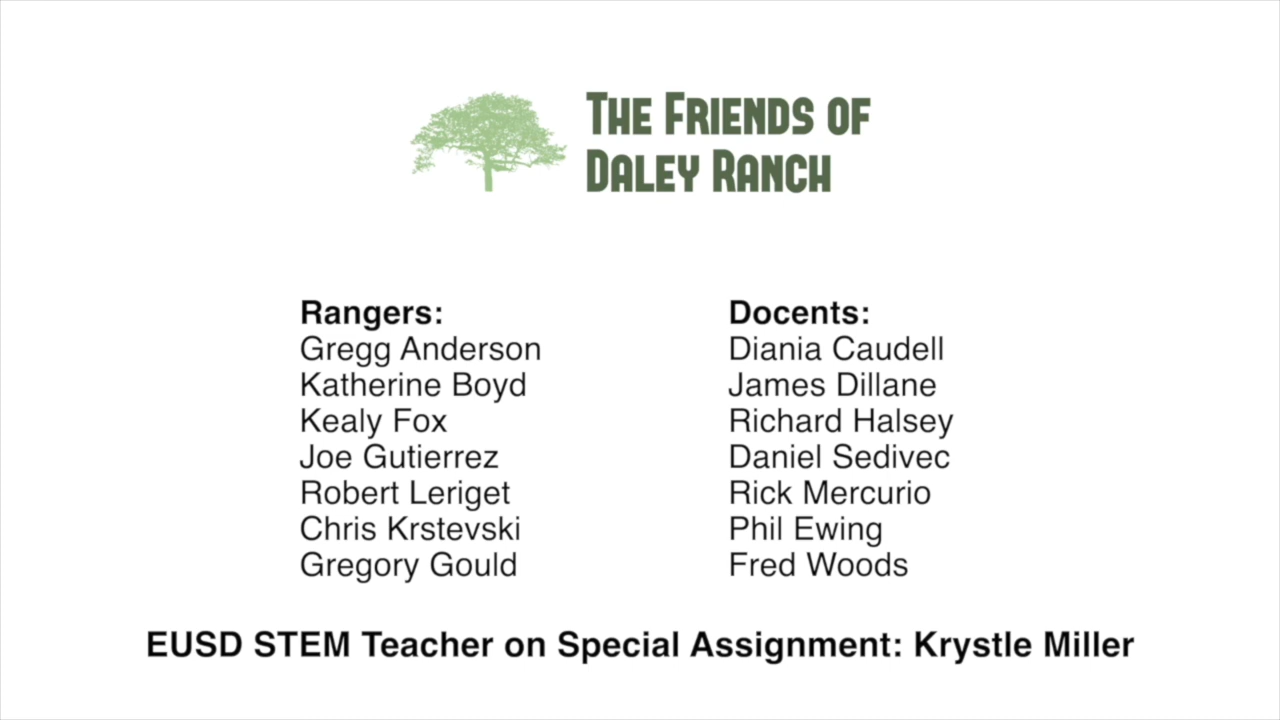 The Friends of
Daley Ranch
Rangers:
Gregg Anderson
Katherine Boyd
Kealy Fox
Joe Gutierrez
Robert Leriget
Chris Krstevski
Gregory Gould
Docents:
Diania Caudell
James Dillane
Richard Halsey
Daniel Sedivec
Rick Mercurio
Phil Ewing
Fred Woods
EUSD STEM Teacher on Special Assignment: Krystle Miller